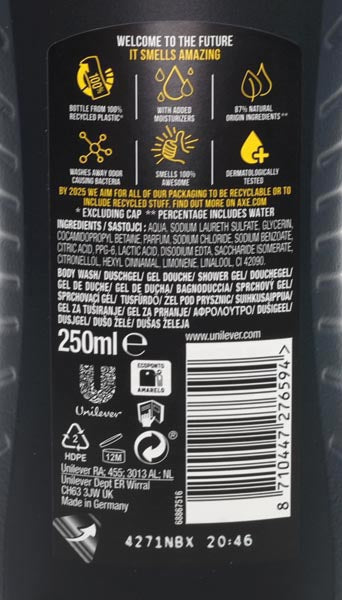 WELCOME TO THE FUTURE
IT SMELLS AMAZING
100%
BOTTLE FROM 100%
RECYCLED PLASTIC*
WITH ADDED
MOISTURIZERS
87% NATURAL
ORIGIN INGREDIENTS**
WASHES AWAY ODOR
CAUSING BACTERIA
SMELLS 100%
AWESOME
DERMATOLOGICALLY
TESTED
BY 2025 WE AIM FOR ALL OF OUR PACKAGING TO BE RECYCLABLE OR TO
INCLUDE RECYCLED STUFF. FIND OUT MORE ON AXE.COM
* EXCLUDING CAP ** PERCENTAGE INCLUDES WATER
INGREDIENTS / SASTOJCI: AQUA, SODIUM LAURETH SULFATE, GLYCERIN,
COCAMIDOPROPYL BETAINE, PARFUM, SODIUM CHLORIDE, SODIUM BENZOATE,
CITRIC ACID, PPG-6, LACTIC ACID, DISODIUM EDTA, SACCHARIDE ISOMERATE,
CITRONELLOL, HEXYL CINNAMAL, LIMONENE, LINALOOL, CI 42090.
BODY WASH / DUSCHGEL / GEL DOUCHE / SHOWER GEL / DOUCHEGEL /
GEL DE DUCHE / GEL DE DUCHA / BAGNODUCCIA / SPRCHOVÝ GEL /
SPRCHOVACÍ GÉL / TUSFÜRDŐ / ŻEL POD PRYSZNIC / SUIHKUSAIPPUA /
GEL ZA TUŠIRANJE / GEL ZA PRHANJE / ΑΦΡΟΛΟΥΤΡΟ / DUŠIGEEL /
DUSJGEL / DUŠO ŽELĖ / DUŠAS ŽELEJA
250ml e
www.unilever.com
ECOPONTO
AMARELO
Unilever
2
HDPE
12M
®
Unilever RA; 455; 3013 AL; NL
Unilever Dept ER Wirral
CH63 3JW UK
Made in Germany
68867516
8 710447 276594 >
4271NBX 20:46